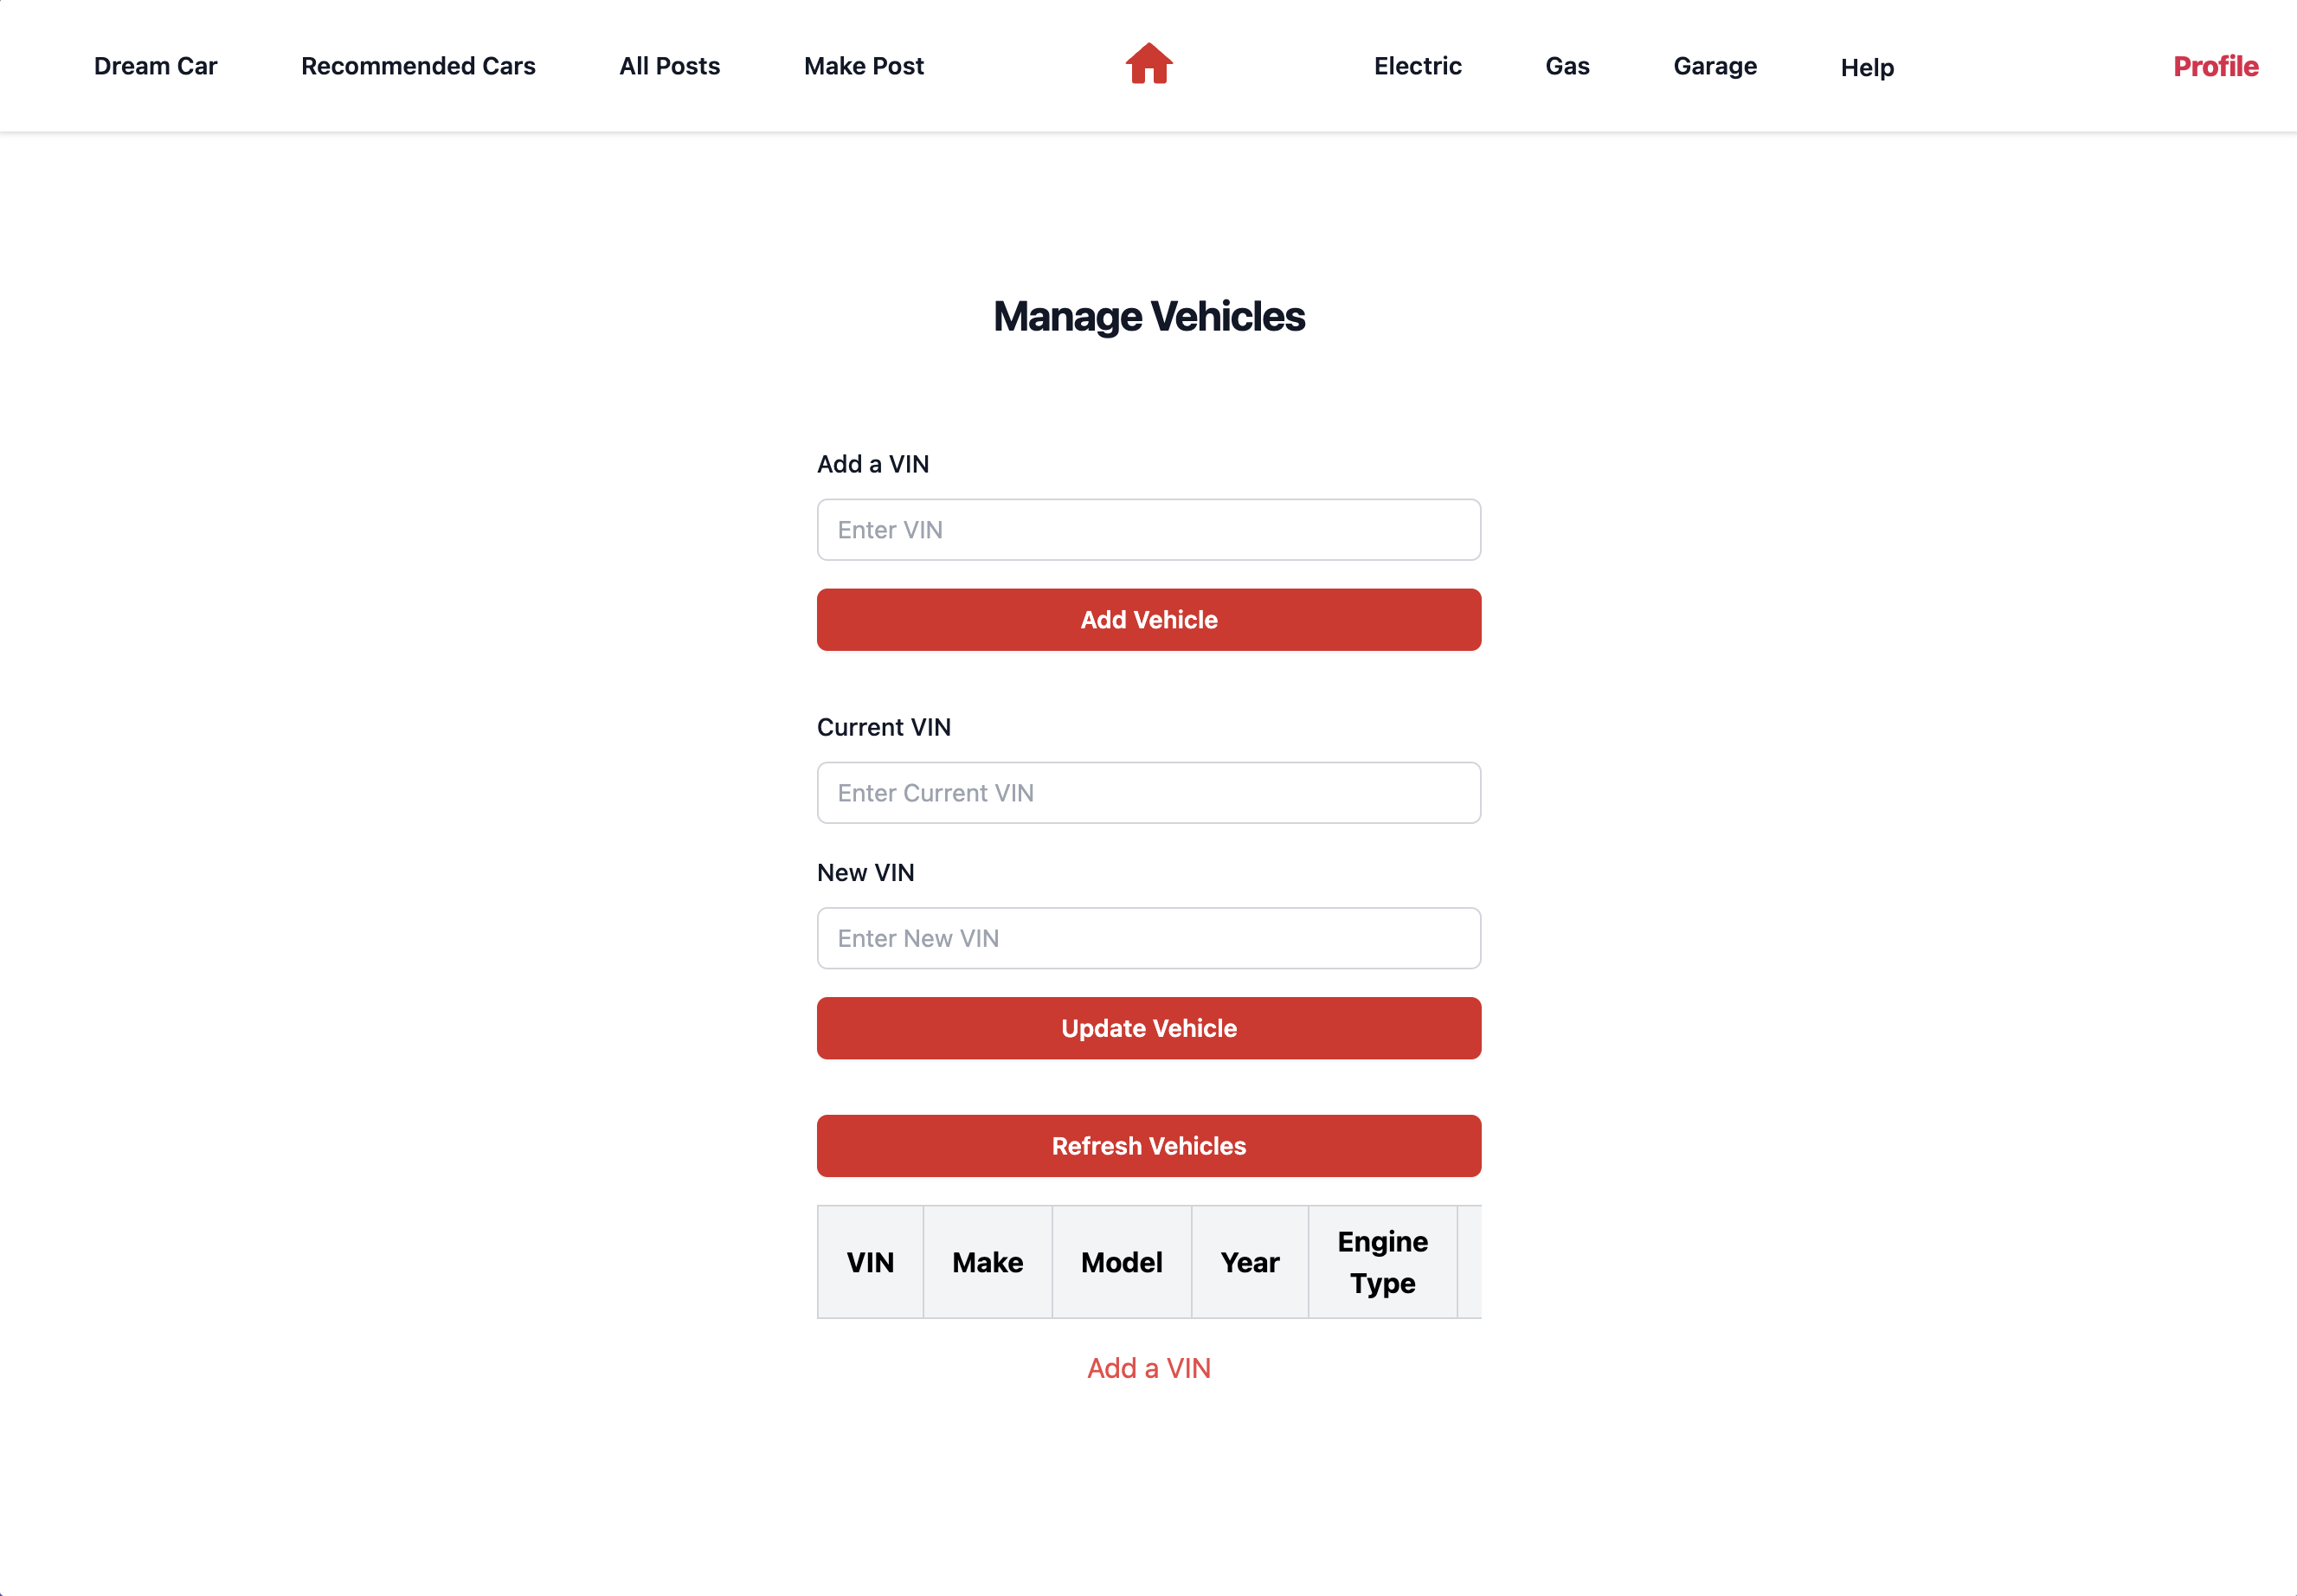 Dream Car
Recommended Cars
All Posts
Make Post
Electric
Gas
Garage
Help
Profile
Manage Vehicles
Add a VIN
Enter VIN
Add Vehicle
Current VIN
Enter Current VIN
New VIN
Enter New VIN
Update Vehicle
Refresh Vehicles
VIN
Make
Model
Year
Engine
Type
Add a VIN